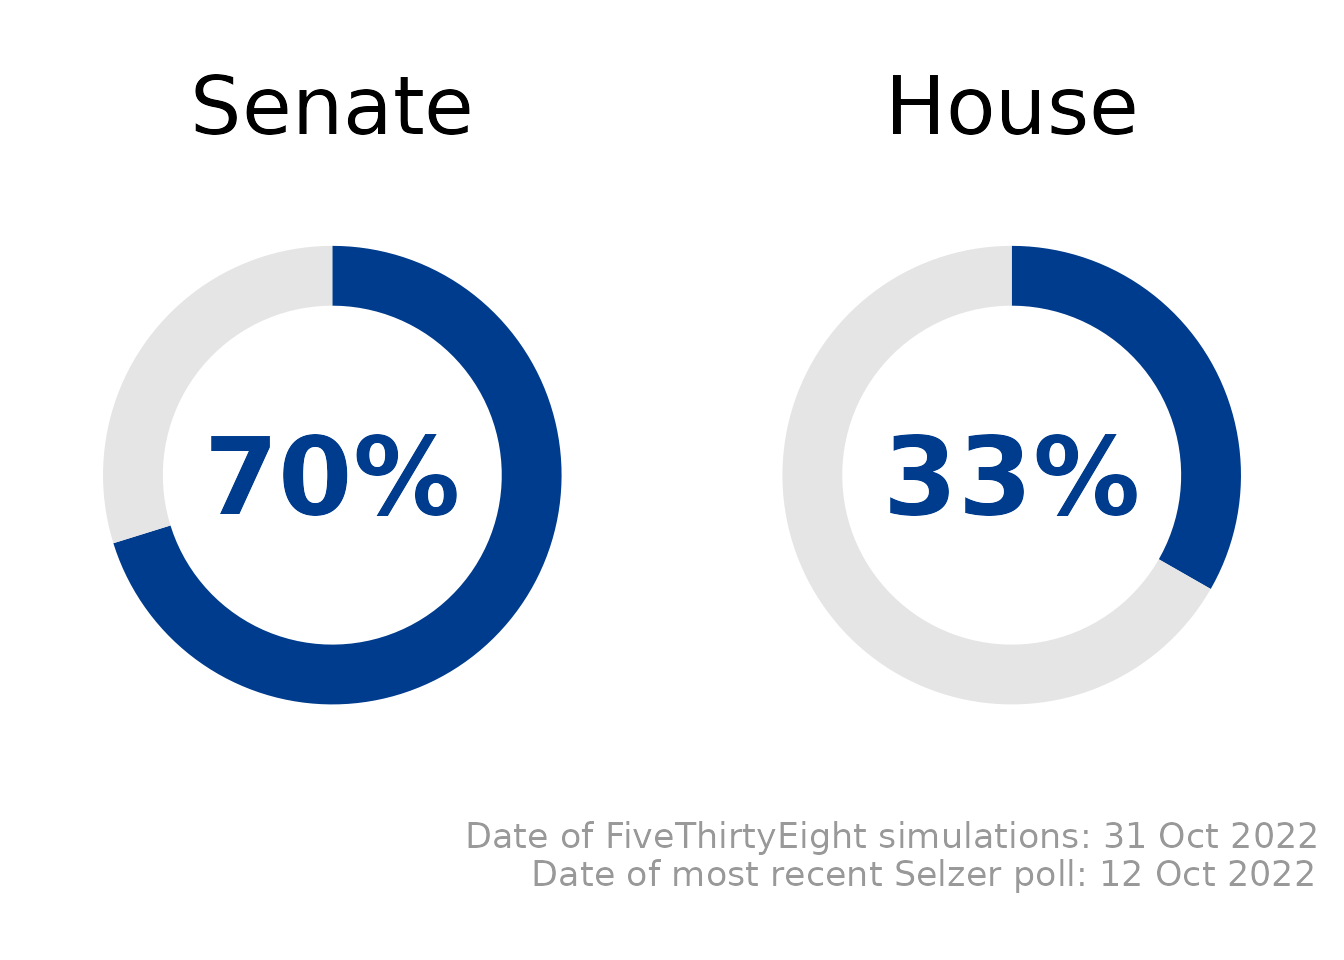 Senate
House
70%
33%
Date of FiveThirtyEight simulations: 31 Oct 2022
Date of most recent Selzer poll: 12 Oct 2022